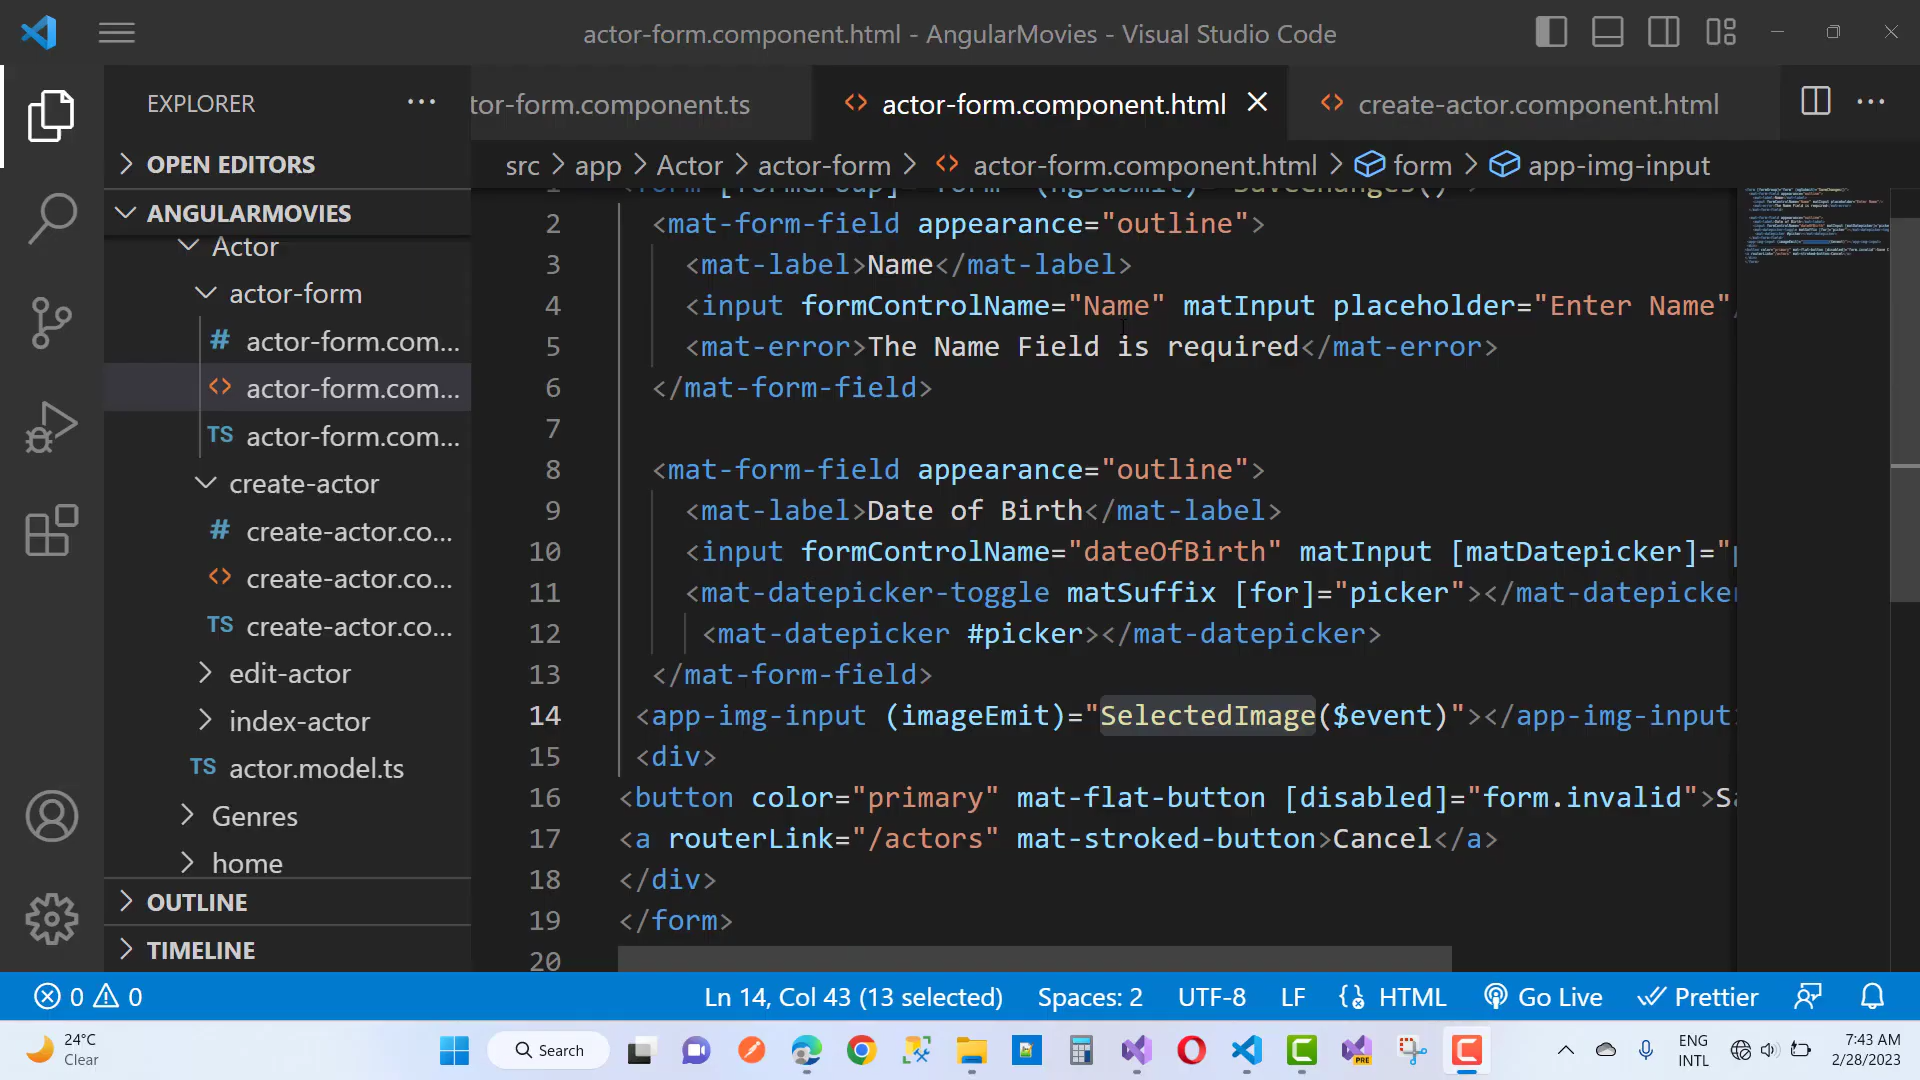 actor-form.component.html - AngularMovies - Visual Studio Code
EXPLORER
tor-form.component.ts
actor-form.component.html
create-actor.component.html
OPEN EDITORS
src > app > Actor > actor-form > actor-form.component.html > form > app-img-input
ANGULARMOVIES
Actor
actor-form
actor-form.com...
actor-form.com...
TS actor-form.com...
create-actor
create-actor.co...
create-actor.co...
TS create-actor.co...
edit-actor
index-actor
TS actor.model.ts
Genres
home
OUTLINE
TIMELINE
2 <mat-form-field appearance="outline">
3 <mat-label>Name</mat-label>
4 <input formControlName="Name" matInput placeholder="Enter Name"
5 <mat-error>The Name Field is required</mat-error>
6 </mat-form-field>
7
8 <mat-form-field appearance="outline">
9 <mat-label>Date of Birth</mat-label>
10 <input formControlName="dateOfBirth" matInput [matDatepicker]="
11 <mat-datepicker-toggle matSuffix [for]="picker"></mat-datepicker
12 <mat-datepicker #picker></mat-datepicker>
13 </mat-form-field>
14 <app-img-input (imageEmit)="SelectedImage($event)"></app-img-input
15 <div>
16 <button color="primary" mat-flat-button [disabled]="form.invalid">
17 <a routerLink="/actors" mat-stroked-button>Cancel</a>
18 </div>
19 </form>
20
0 0
Ln 14, Col 43 (13 selected)
Spaces: 2
UTF-8
LF
HTML
Go Live
Prettier
24°C
Clear
Search
PRE
ENG
INTL
7:43 AM
2/28/2023